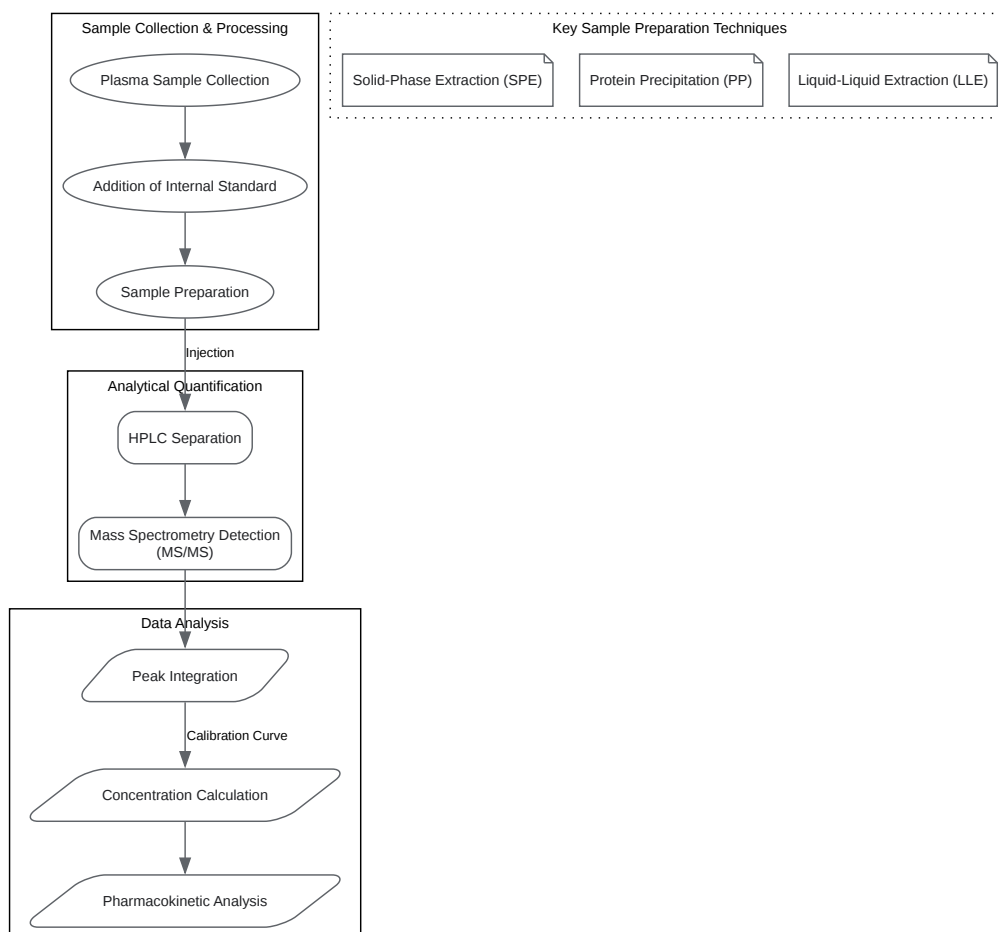 Sample Collection & Processing
Plasma Sample Collection
Addition of Internal Standard
Sample Preparation
Injection
Analytical Quantification
HPLC Separation
Mass Spectrometry Detection
(MS/MS)
Data Analysis
Peak Integration
Calibration Curve
Concentration Calculation
Pharmacokinetic Analysis
Key Sample Preparation Techniques
Solid-Phase Extraction (SPE)
Protein Precipitation (PP)
Liquid-Liquid Extraction (LLE)